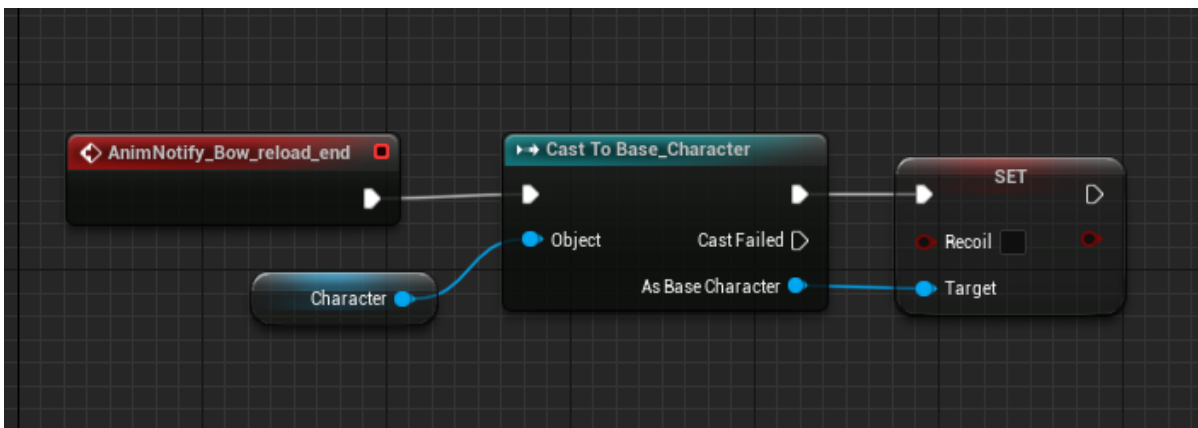 AnimNotify_Bow_reload_end
Character
Cast To Base_Character
Object
Cast Failed
As Base Character
SET
Recoil
Target